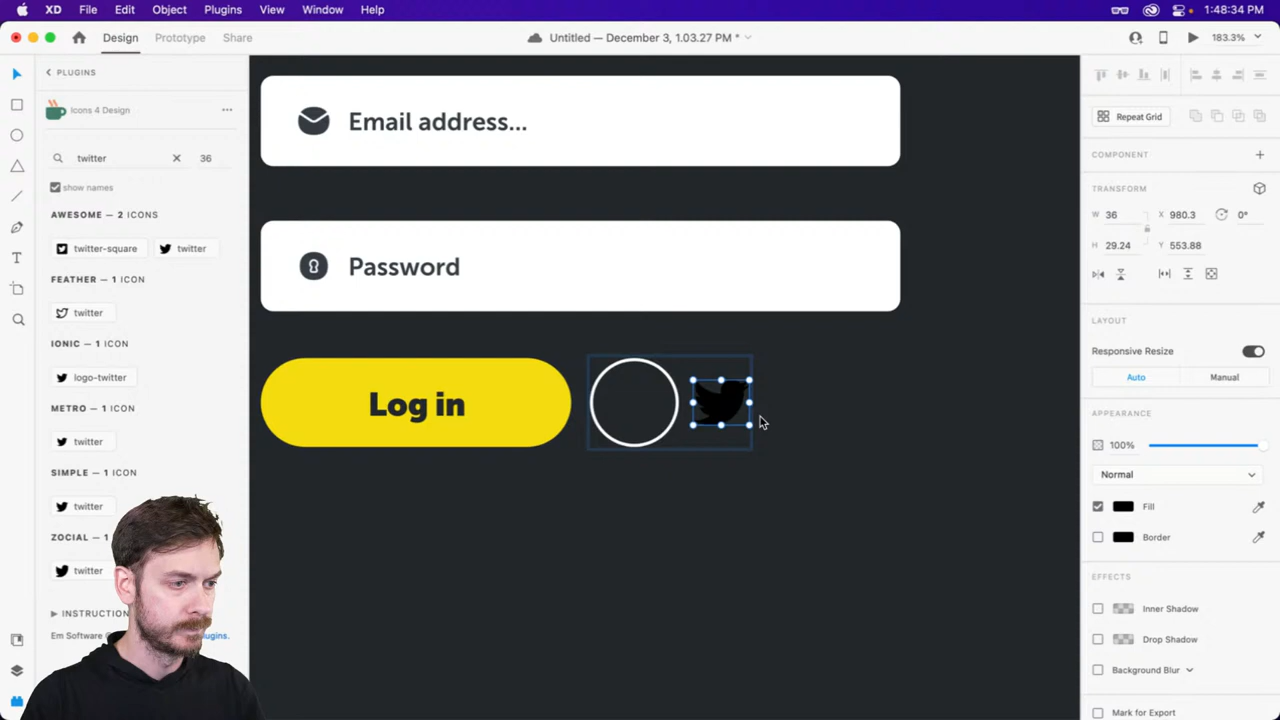 XD File Edit Object Plugins View Window Help 1:48:34 PM
Design Prototype Share Untitled — December 3, 1.03.27 PM * 183.3%
PLUGINS
Icons 4 Design
twitter 36
show names
AWESOME — 2 ICONS
twitter-square twitter
FEATHER — 1 ICON
twitter
IONIC — 1 ICON
logo-twitter
METRO — 1 ICON
twitter
SIMPLE — 1 ICON
twitter
ZOCIAL — 1
twitter
INSTRUCTION
Em Software
Email address...
Password
Log in
Repeat Grid
COMPONENT
TRANSFORM
W 36 X 980.3 0°
H 29.24 Y 553.88
LAYOUT
Responsive Resize
Auto Manual
APPEARANCE
100%
Normal
Fill
Border
EFFECTS
Inner Shadow
Drop Shadow
Background Blur
Mark for Export